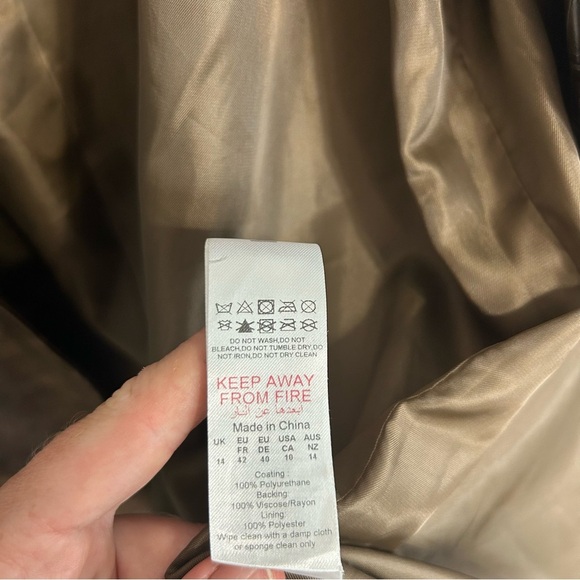 DO NOT WASH,DO NOT
BLEACH,DO NOT TUMBLE DRY,DO
NOT IRON,DO NOT DRY CLEAN
KEEP AWAY
FROM FIRE
ابعدها عن النار
Made in China
UK EU EU USA AUS
FR DE CA NZ
14 42 40 10 14
Coating :
100% Polyurethane
Backing:
100% Viscose/Rayon
Lining:
100% Polyester
Wipe clean with a damp cloth
or sponge clean only